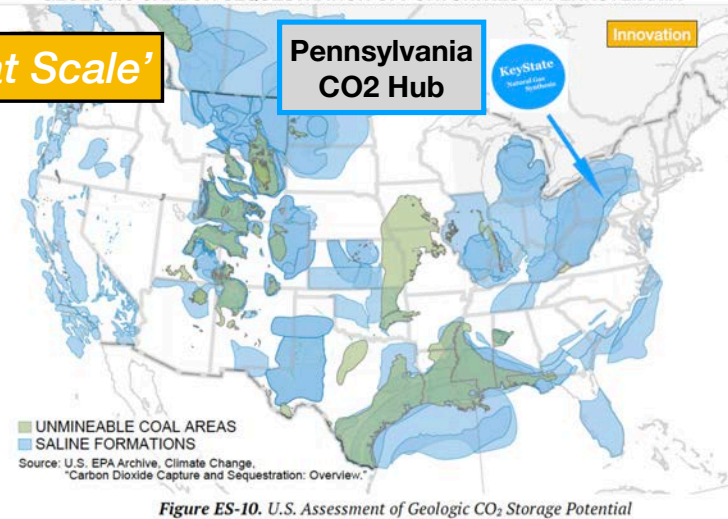 at Scale'
Pennsylvania
CO2 Hub
Innovation
KeyState
Natural Gas
Synthesis
UNMINEABLE COAL AREAS
SALINE FORMATIONS
Source: U.S. EPA Archive, Climate Change,
"Carbon Dioxide Capture and Sequestration: Overview."
Figure ES-10. U.S. Assessment of Geologic CO₂ Storage Potential